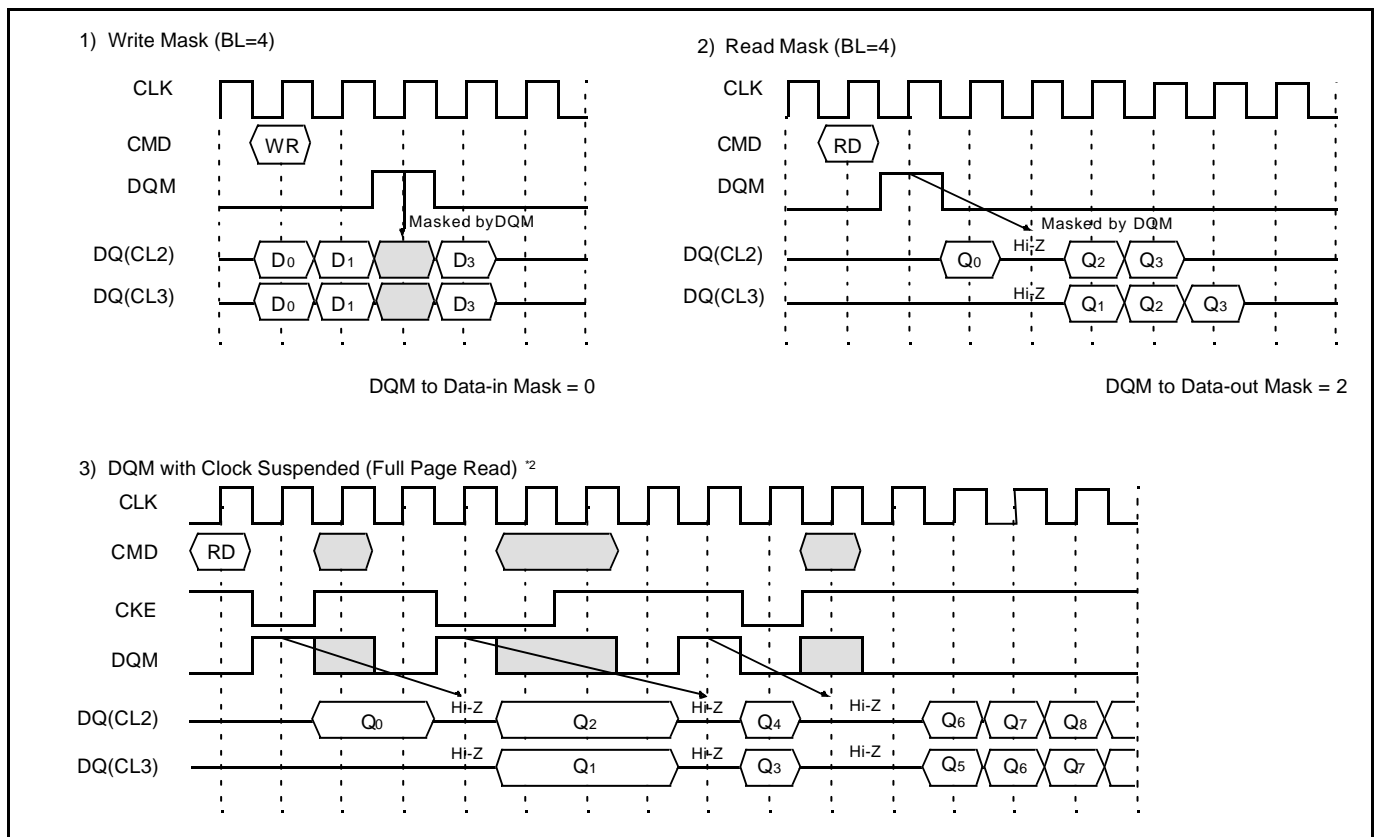 1) Write Mask (BL=4)
CLK
CMD
WR
DQM
Masked by DQM
DQ(CL2)
D0
D1
D3
DQ(CL3)
D0
D1
D3
DQM to Data-in Mask = 0
2) Read Mask (BL=4)
CLK
CMD
RD
DQM
Masked by DQM
DQ(CL2)
Q0
Hi-Z
Q2
Q3
DQ(CL3)
Hi-Z
Q1
Q2
Q3
DQM to Data-out Mask = 2
3) DQM with Clock Suspended (Full Page Read) *2
CLK
CMD
RD
CKE
DQM
DQ(CL2)
Q0
Hi-Z
Q2
Hi-Z
Q4
Hi-Z
Q6
Q7
Q8
DQ(CL3)
Hi-Z
Q1
Hi-Z
Q3
Hi-Z
Q5
Q6
Q7